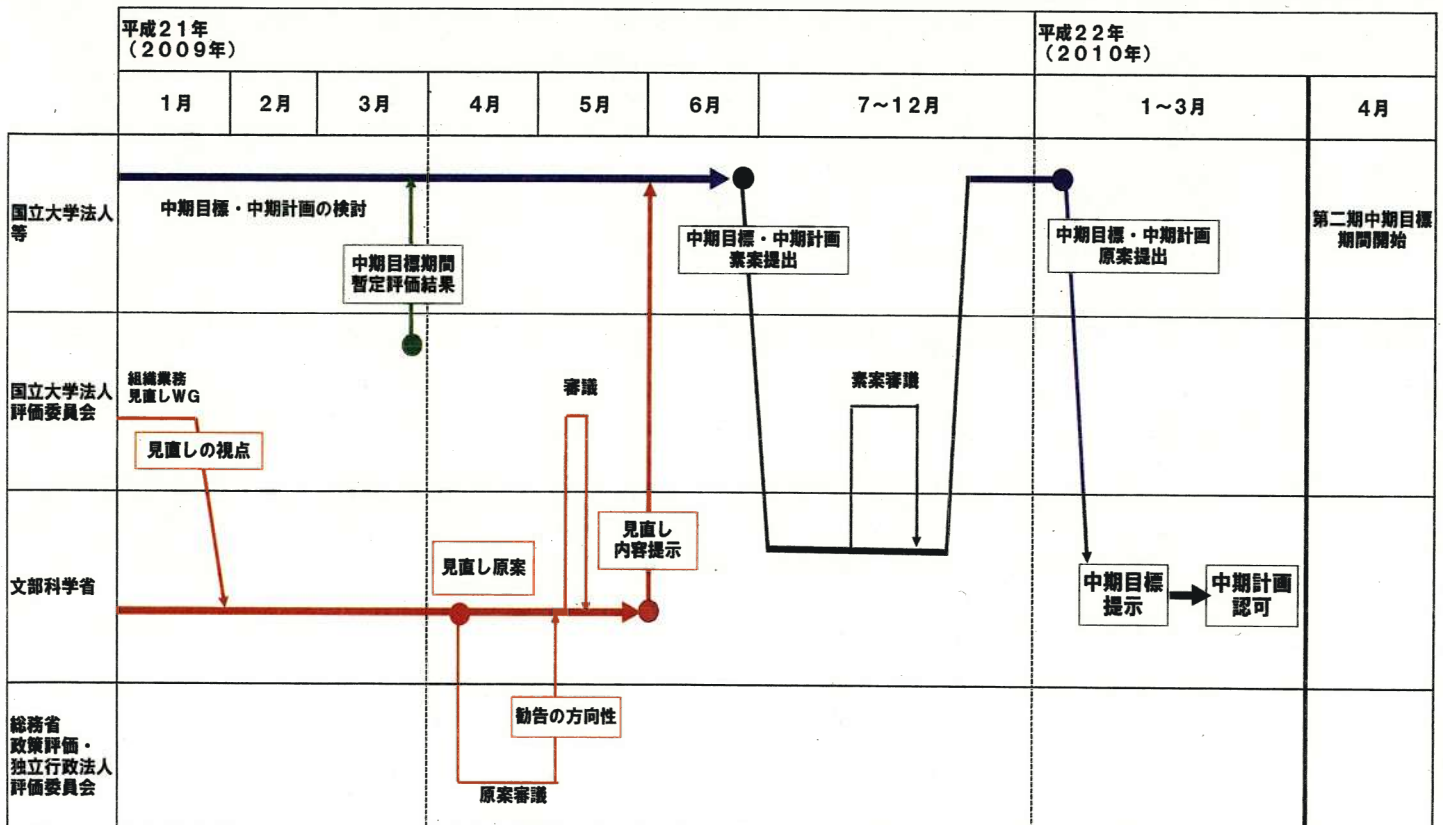 平成21年
(2009年)
平成22年
(2010年)
1月
2月
3月
4月
5月
6月
7~12月
1~3月
4月
国立大学法人
等
中期目標・中期計画の検討
中期目標期間
暫定評価結果
中期目標・中期計画
素案提出
中期目標・中期計画
原案提出
第二期中期目標
期間開始
国立大学法人
評価委員会
組織業務
見直しWG
見直しの視点
審議
素案審議
文部科学省
見直し原案
見直し
内容提示
中期目標
提示
中期計画
認可
総務省
政策評価・
独立行政法人
評価委員会
勧告の方向性
原案審議